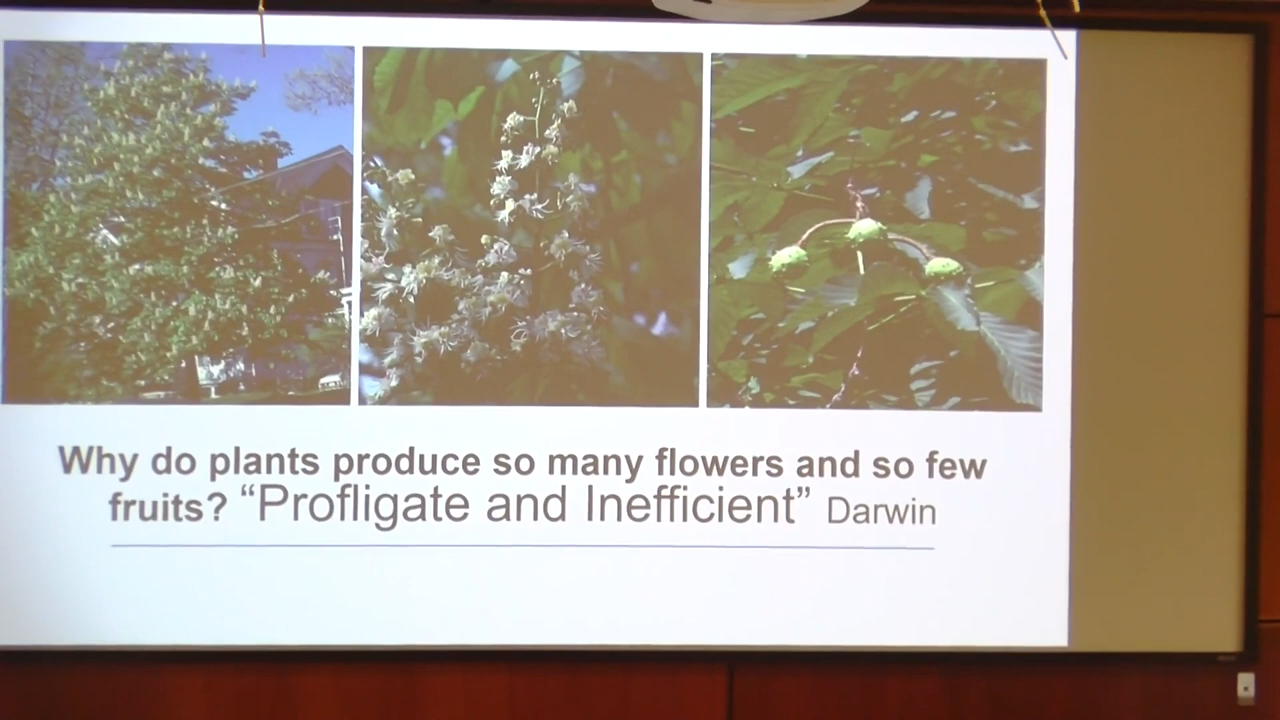 Why do plants produce so many flowers and so few
fruits? “Profligate and Inefficient” Darwin